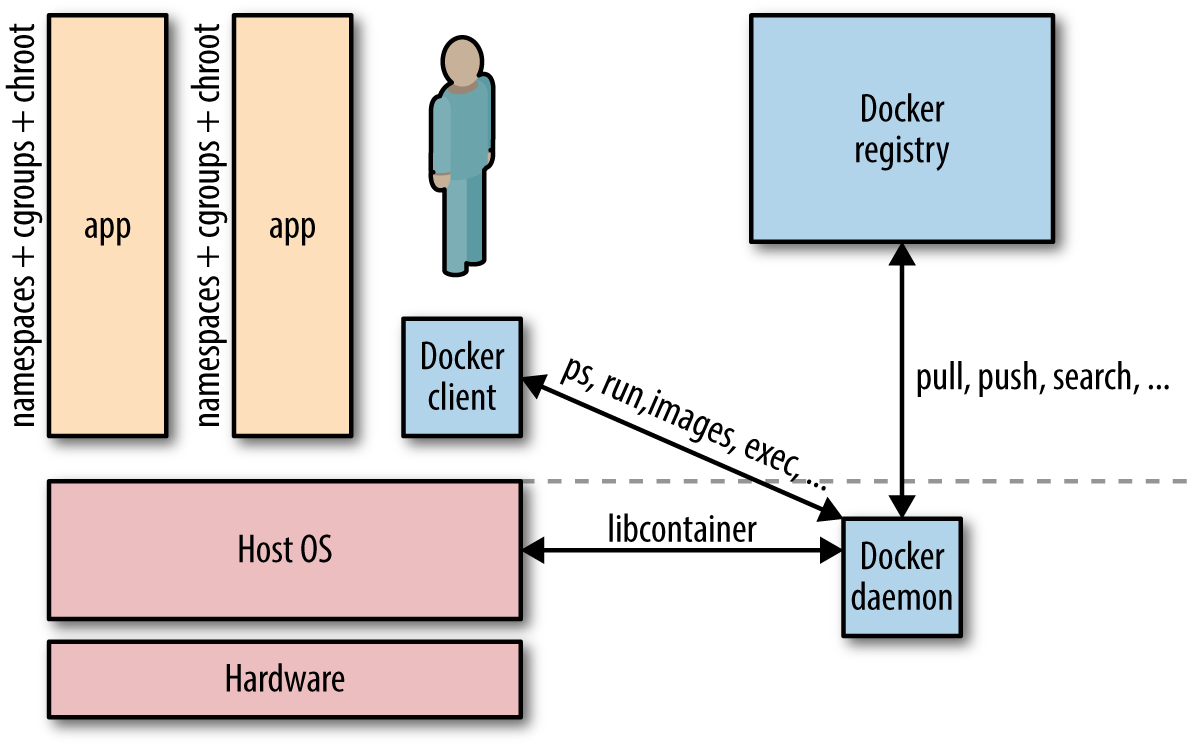 namespaces + cgroups + chroot
app
namespaces + cgroups + chroot
app
Docker
registry
Docker
client
ps, run,images, exec, ...
pull, push, search, ...
Host OS
libcontainer
Docker
daemon
Hardware